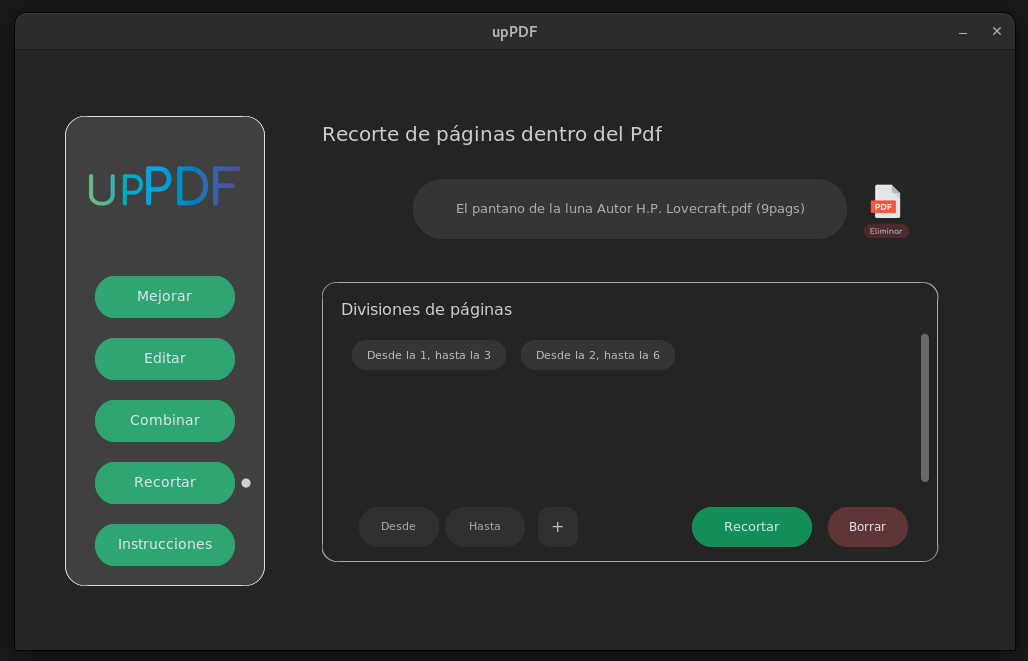 upPDF
upPDF
Mejorar
Editar
Combinar
Recortar
Instrucciones
Recorte de páginas dentro del Pdf
El pantano de la luna Autor H.P. Lovecraft.pdf (9pags)
PDF
Eliminar
Divisiones de páginas
Desde la 1, hasta la 3
Desde la 2, hasta la 6
Desde
Hasta
+
Recortar
Borrar